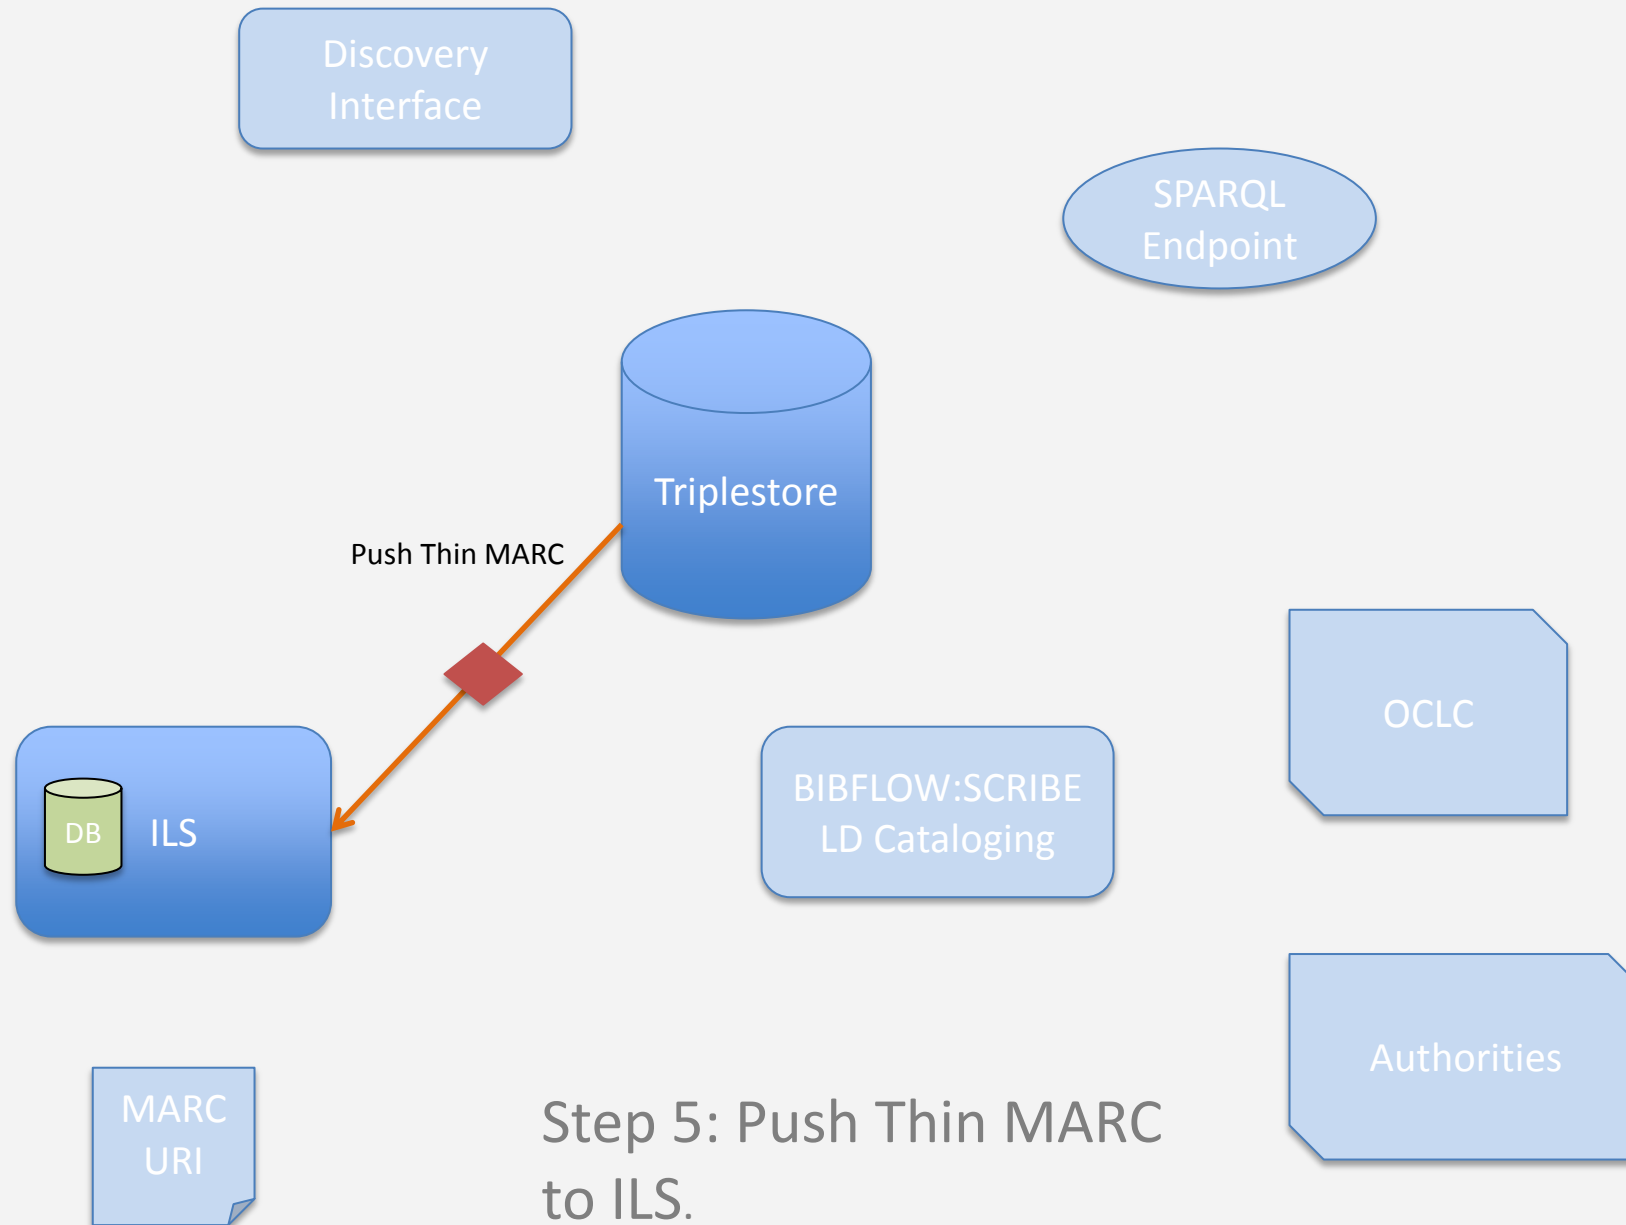 Discovery
Interface
SPARQL
Endpoint
Triplestore
Push Thin MARC
OCLC
BIBFLOW:SCRIBE
LD Cataloging
DB
ILS
Authorities
MARC
URI
Step 5: Push Thin MARC
to ILS.